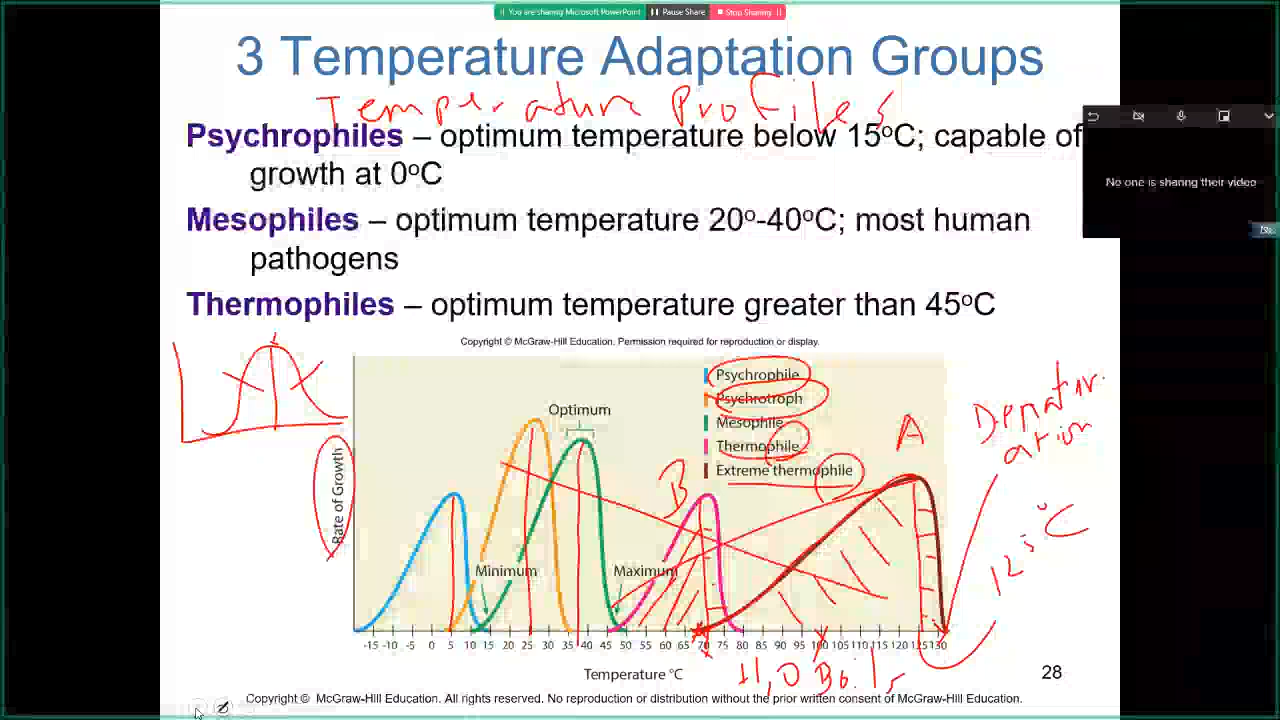 You are sharing Microsoft PowerPoint Pause Share Stop Sharing
3 Temperature Adaptation Groups
Temperature Profiles
Psychrophiles – optimum temperature below 15°C; capable of
growth at 0°C
No one is sharing their video
Mesophiles – optimum temperature 20°-40°C; most human
pathogens
Thermophiles – optimum temperature greater than 45°C
Copyright © McGraw-Hill Education. Permission required for reproduction or display.
Psychrophile
Psychrotroph
Mesophile
Thermophile
Extreme thermophile
Optimum
A
B
Denatur-
ation
Rate of Growth
125°C
Minimum
Maximum
-15 -10 -5 0 5 10 15 20 25 30 35 40 45 50 55 60 65 70 75 80 85 90 95 100 105 110 115 120 125 130
Temperature °C
H2O Boils
28
Copyright © McGraw-Hill Education. All rights reserved. No reproduction or distribution without the prior written consent of McGraw-Hill Education.